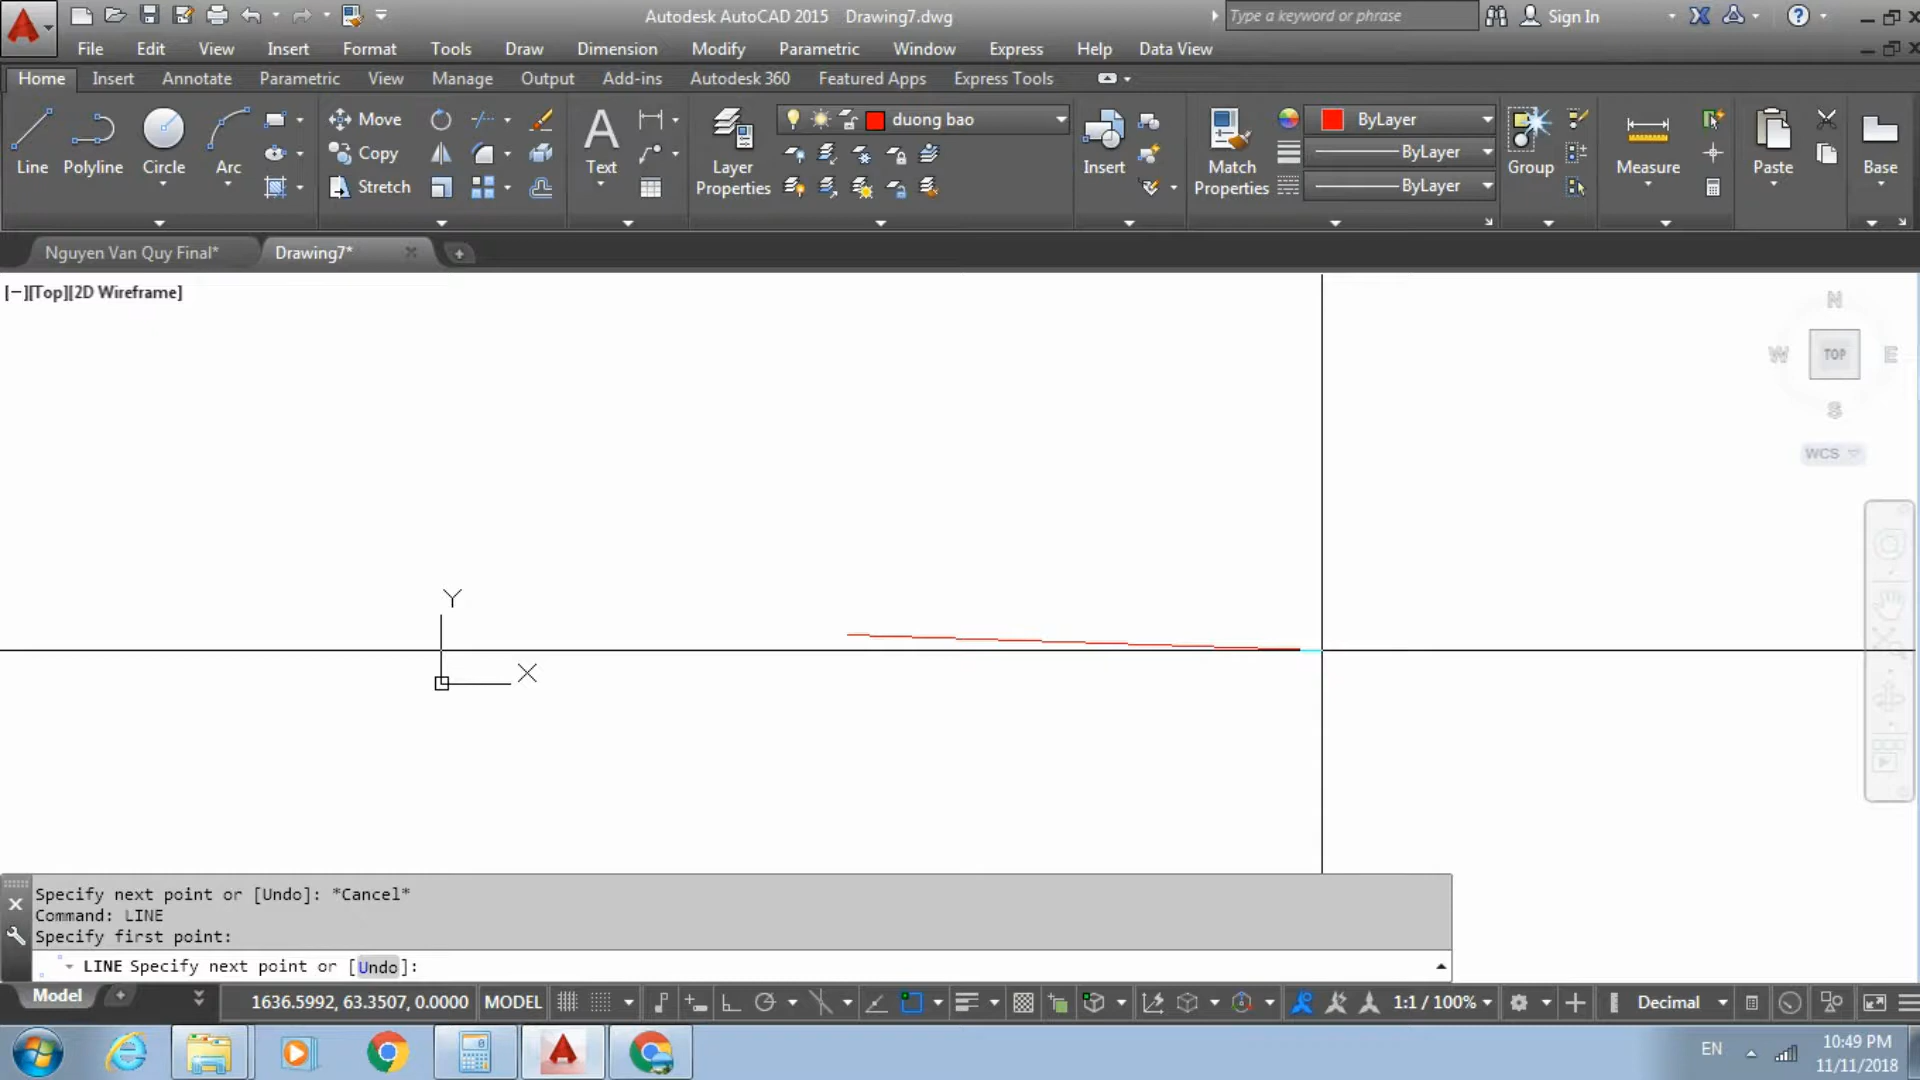 Autodesk AutoCAD 2015 Drawing7.dwg
Type a keyword or phrase
Sign In
File Edit View Insert Format Tools Draw Dimension Modify Parametric Window Express Help Data View
Home Insert Annotate Parametric View Manage Output Add-ins Autodesk 360 Featured Apps Express Tools
Move duong bao ByLayer
Copy ByLayer
Line Polyline Circle Arc Text Layer Insert Match Group Measure Paste Base
Stretch Properties Properties ByLayer
Nguyen Van Quy Final* Drawing7*
[−][Top][2D Wireframe]
N
W TOP E
S
WCS
Y
X
Specify next point or [Undo]: *Cancel*
Command: LINE
Specify first point:
LINE Specify next point or [Undo]:
Model 1636.5992, 63.3507, 0.0000 MODEL 1:1 / 100% Decimal
EN 10:49 PM
11/11/2018